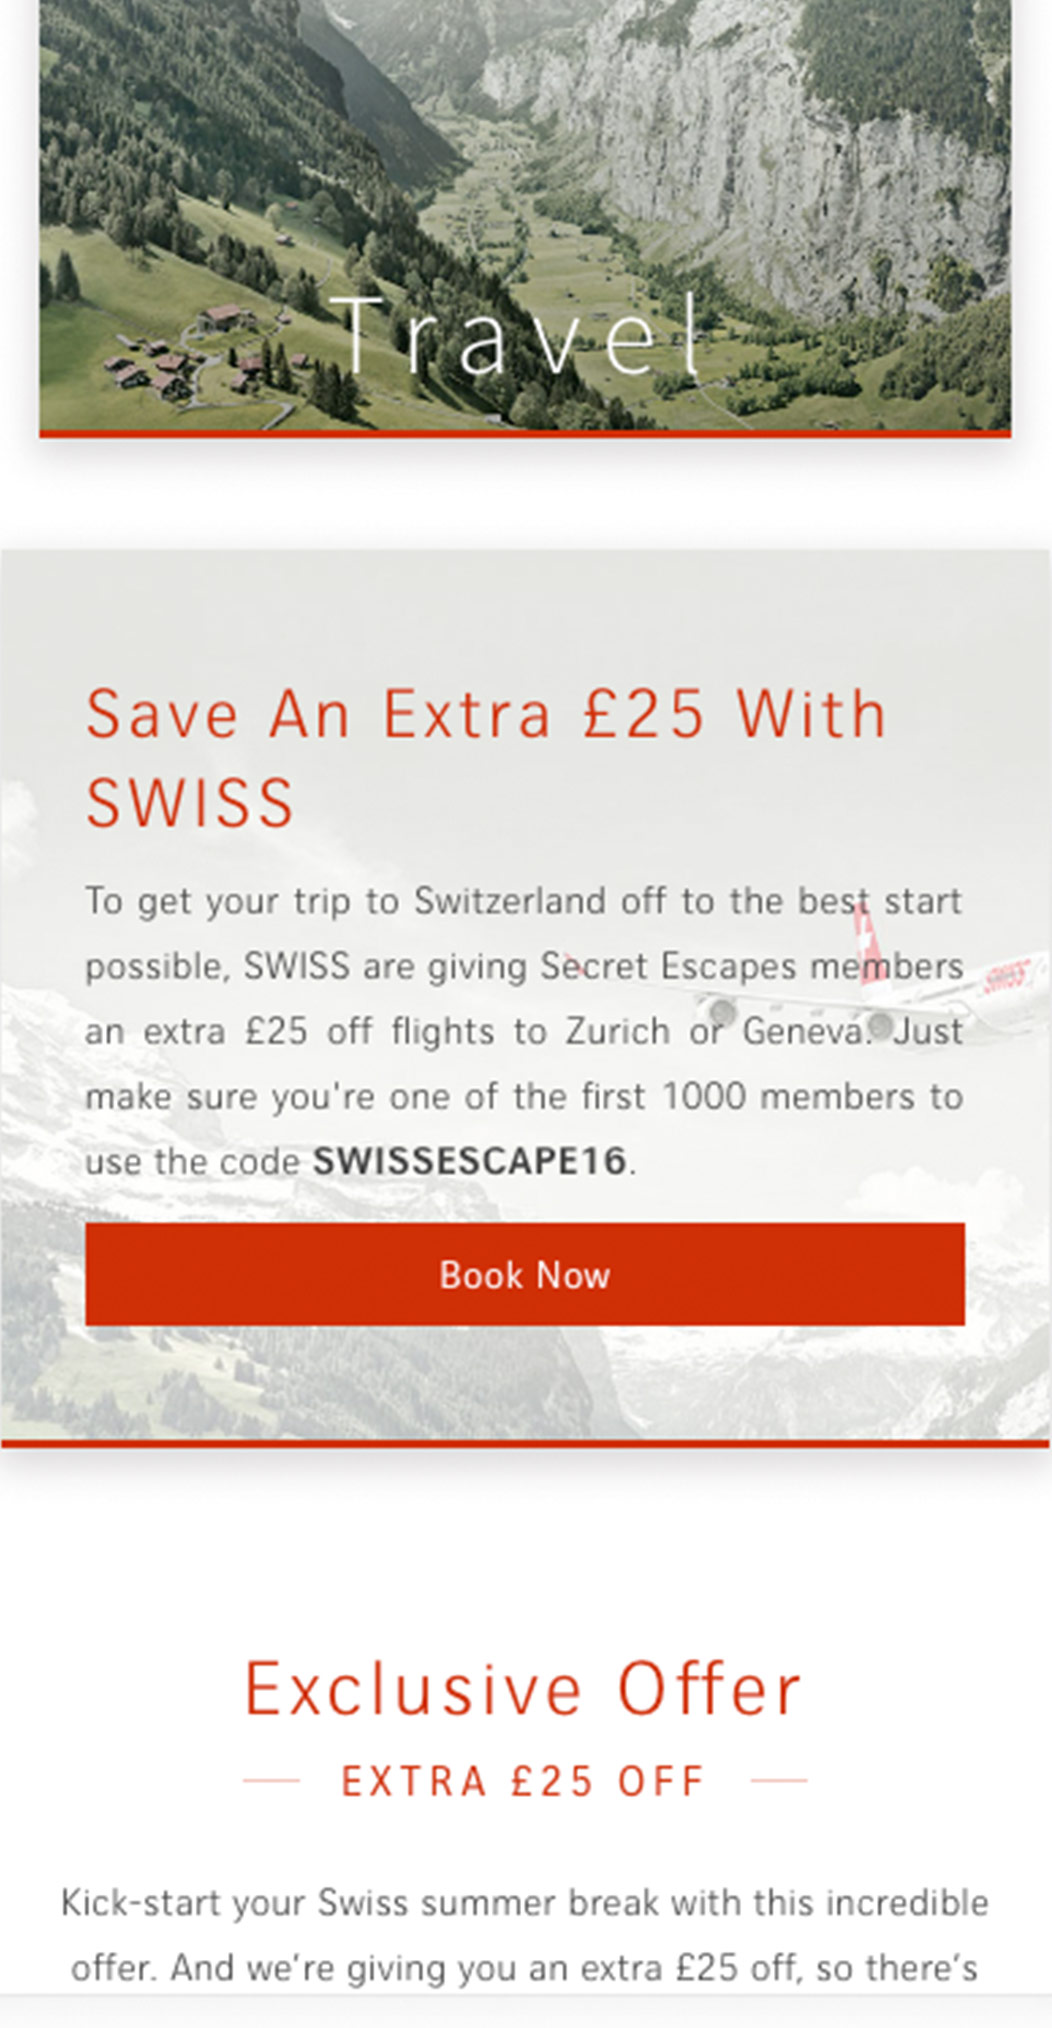 Travel
Save An Extra £25 With
SWISS
To get your trip to Switzerland off to the best start
possible, SWISS are giving Secret Escapes members
an extra £25 off flights to Zurich or Geneva. Just
make sure you're one of the first 1000 members to
use the code SWISSESCAPE16.
SWISS
Book Now
Exclusive Offer
EXTRA £25 OFF
Kick-start your Swiss summer break with this incredible
offer. And we’re giving you an extra £25 off, so there’s